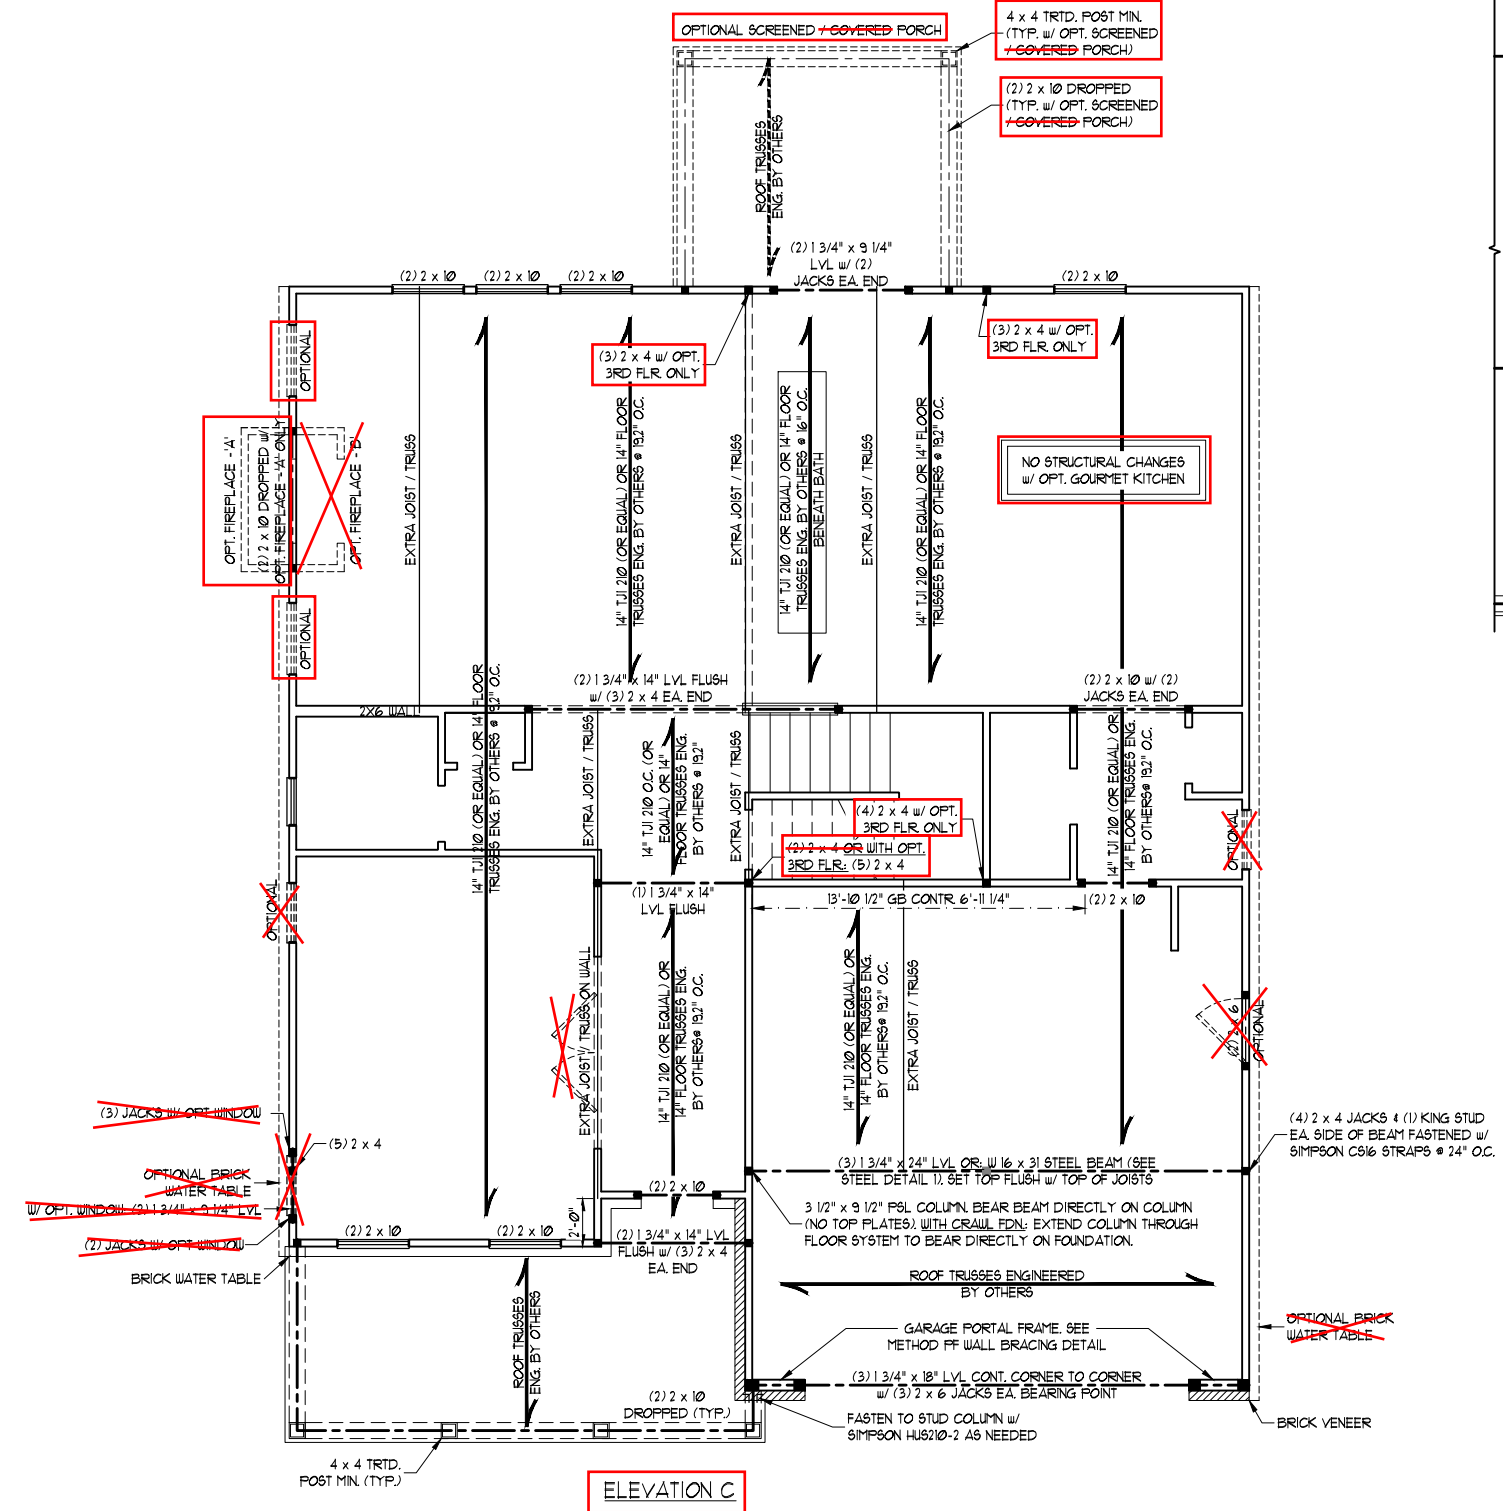 OPTIONAL SCREENED / COVERED PORCH
4 x 4 TRTD. POST MIN.
(TYP. w/ OPT. SCREENED
/ COVERED PORCH)
(2) 2 x 10 DROPPED
(TYP. w/ OPT. SCREENED
/ COVERED PORCH)
ROOF TRUSSES
ENG. BY OTHERS
(2) 1 3/4" x 9 1/4"
LVL w/ (2)
JACKS EA. END
(2) 2 x 10
(2) 2 x 10
(2) 2 x 10
(2) 2 x 10
OPTIONAL
(3) 2 x 4 w/ OPT.
3RD FLR. ONLY
(3) 2 x 4 w/ OPT.
3RD FLR. ONLY
OPT. FIREPLACE - 'A'
(2) 2 x 10 DROPPED w/
OPT. FIREPLACE - 'A' ONLY
OPT. FIREPLACE - 'B'
EXTRA JOIST / TRUSS
14" TJI 210 (OR EQUAL) OR 14" FLOOR
TRUSSES ENG. BY OTHERS @ 19.2" O.C.
EXTRA JOIST / TRUSS
14" TJI 210 (OR EQUAL) OR 14" FLOOR
TRUSSES ENG. BY OTHERS @ 16" O.C.
BENEATH BATH
EXTRA JOIST / TRUSS
14" TJI 210 (OR EQUAL) OR 14" FLOOR
TRUSSES ENG. BY OTHERS @ 19.2" O.C.
NO STRUCTURAL CHANGES
w/ OPT. GOURMET KITCHEN
OPTIONAL
(2) 1 3/4" x 14" LVL FLUSH
w/ (3) 2 x 4 EA. END
(2) 2 x 10 w/ (2)
JACKS EA. END
2X6 WALL
14" TJI 210 (OR EQUAL) OR 14" FLOOR
TRUSSES ENG. BY OTHERS @ 19.2" O.C.
EXTRA JOIST / TRUSS
14" TJI 210 O.C. (OR
EQUAL) OR 14"
FLOOR TRUSSES ENG.
BY OTHERS @ 19.2"
EXTRA JOIST / TRUSS
14" TJI 210 (OR EQUAL) OR
14" FLOOR TRUSSES ENG.
BY OTHERS @ 19.2" O.C.
(4) 2 x 4 w/ OPT.
3RD FLR. ONLY
(2) 2 x 4 OR WITH OPT.
3RD FLR.: (5) 2 x 4
OPTIONAL
OPTIONAL
(1) 1 3/4" x 14"
LVL FLUSH
13'-10 1/2" GB CONTR. 6'-11 1/4"
(2) 2 x 10
EXTRA JOIST / TRUSS ON WALL
14" TJI 210 (OR EQUAL) OR
14" FLOOR TRUSSES ENG.
BY OTHERS @ 19.2" O.C.
14" TJI 210 (OR EQUAL) OR
14" FLOOR TRUSSES ENG.
BY OTHERS @ 19.2" O.C.
EXTRA JOIST / TRUSS
(2) 2 x 6
OPTIONAL
(3) JACKS W/ OPT WINDOW
(5) 2 x 4
OPTIONAL BRICK
WATER TABLE
W/ OPT. WINDOW: (2) 1 3/4" x 9 1/4" LVL
(2) JACKS W/ OPT WINDOW
BRICK WATER TABLE
(4) 2 x 4 JACKS & (1) KING STUD
EA. SIDE OF BEAM FASTENED w/
SIMPSON CS16 STRAPS @ 24" O.C.
(3) 1 3/4" x 24" LVL OR: W 16 x 31 STEEL BEAM (SEE
STEEL DETAIL 1). SET TOP FLUSH w/ TOP OF JOISTS
(2) 2 x 10
3 1/2" x 9 1/2" PSL COLUMN. BEAR BEAM DIRECTLY ON COLUMN
(NO TOP PLATES). WITH CRAWL FDN.: EXTEND COLUMN THROUGH
FLOOR SYSTEM TO BEAR DIRECTLY ON FOUNDATION.
(2) 2 x 10
(2) 2 x 10
2'-0"
(2) 1 3/4" x 14" LVL
FLUSH w/ (3) 2 x 4
EA. END
ROOF TRUSSES ENGINEERED
BY OTHERS
ROOF TRUSSES
ENG. BY OTHERS
GARAGE PORTAL FRAME. SEE
METHOD PF WALL BRACING DETAIL
OPTIONAL BRICK
WATER TABLE
(3) 1 3/4" x 18" LVL CONT. CORNER TO CORNER
w/ (3) 2 x 6 JACKS EA. BEARING POINT
(2) 2 x 10
DROPPED (TYP.)
FASTEN TO STUD COLUMN w/
SIMPSON HUS210-2 AS NEEDED
BRICK VENEER
4 x 4 TRTD.
POST MIN. (TYP.)
ELEVATION C